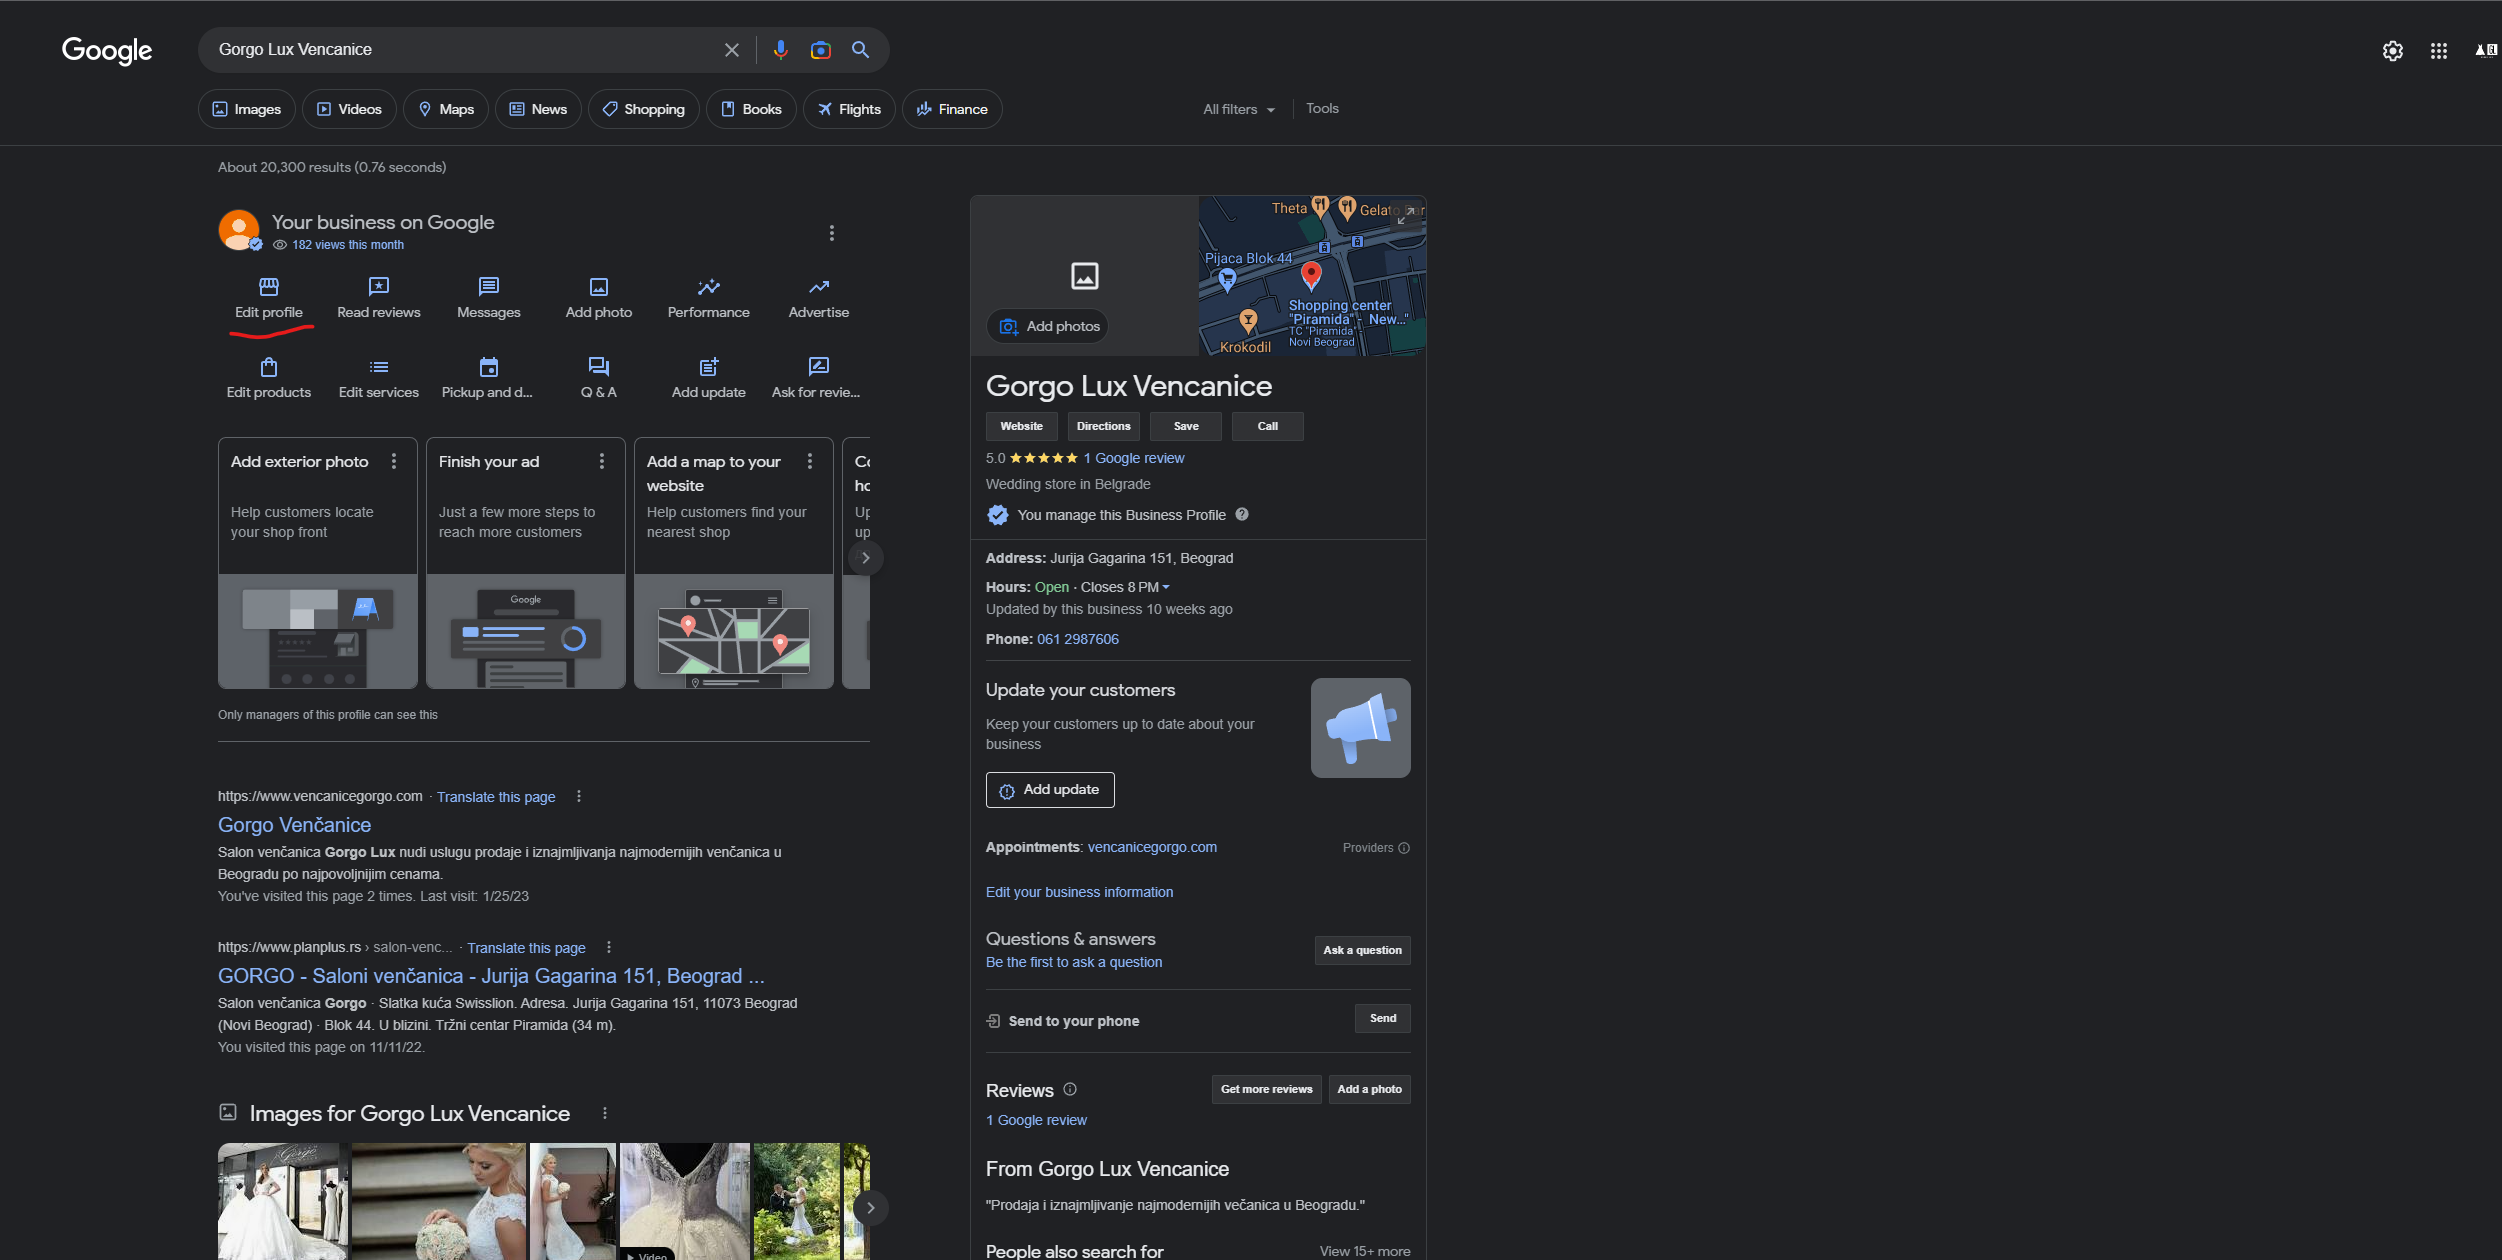 Google
Gorgo Lux Vencanice
Images
Videos
Maps
News
Shopping
Books
Flights
Finance
All filters
Tools
About 20,300 results (0.76 seconds)
Your business on Google
182 views this month
Edit profile
Read reviews
Messages
Add photo
Performance
Advertise
Edit products
Edit services
Pickup and d...
Q & A
Add update
Ask for revie...
Add exterior photo
Help customers locate
your shop front
Finish your ad
Just a few more steps to
reach more customers
Google
Add a map to your
website
Help customers find your
nearest shop
Only managers of this profile can see this
https://www.vencanicegorgo.com · Translate this page
Gorgo Venčanice
Salon venčanica Gorgo Lux nudi uslugu prodaje i iznajmljivanja najmodernijih venčanica u
Beogradu po najpovoljnijim cenama.
You've visited this page 2 times. Last visit: 1/25/23
https://www.planplus.rs › salon-venc... · Translate this page
GORGO - Saloni venčanica - Jurija Gagarina 151, Beograd ...
Salon venčanica Gorgo · Slatka kuća Swisslion. Adresa. Jurija Gagarina 151, 11073 Beograd
(Novi Beograd) · Blok 44. U blizini. Tržni centar Piramida (34 m).
You visited this page on 11/11/22.
Images for Gorgo Lux Vencanice
Gorgo
Video
Theta
Gelato Bar
Pijaca Blok 44
Shopping center
"Piramida" - New..."
TC "Piramida"
Novi Beograd
Krokodil
Add photos
Gorgo Lux Vencanice
Website
Directions
Save
Call
5.0
1 Google review
Wedding store in Belgrade
You manage this Business Profile
Address: Jurija Gagarina 151, Beograd
Hours: Open · Closes 8 PM
Updated by this business 10 weeks ago
Phone: 061 2987606
Update your customers
Keep your customers up to date about your
business
Add update
Appointments: vencanicegorgo.com
Providers
Edit your business information
Questions & answers
Be the first to ask a question
Ask a question
Send to your phone
Send
Reviews
Get more reviews
Add a photo
1 Google review
From Gorgo Lux Vencanice
"Prodaja i iznajmljivanje najmodernijih večanica u Beogradu."
People also search for
View 15+ more